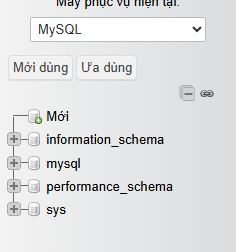 Máy phục vụ hiện tại:
MySQL
Mới dùng Ưa dùng
Mới
information_schema
mysql
performance_schema
sys